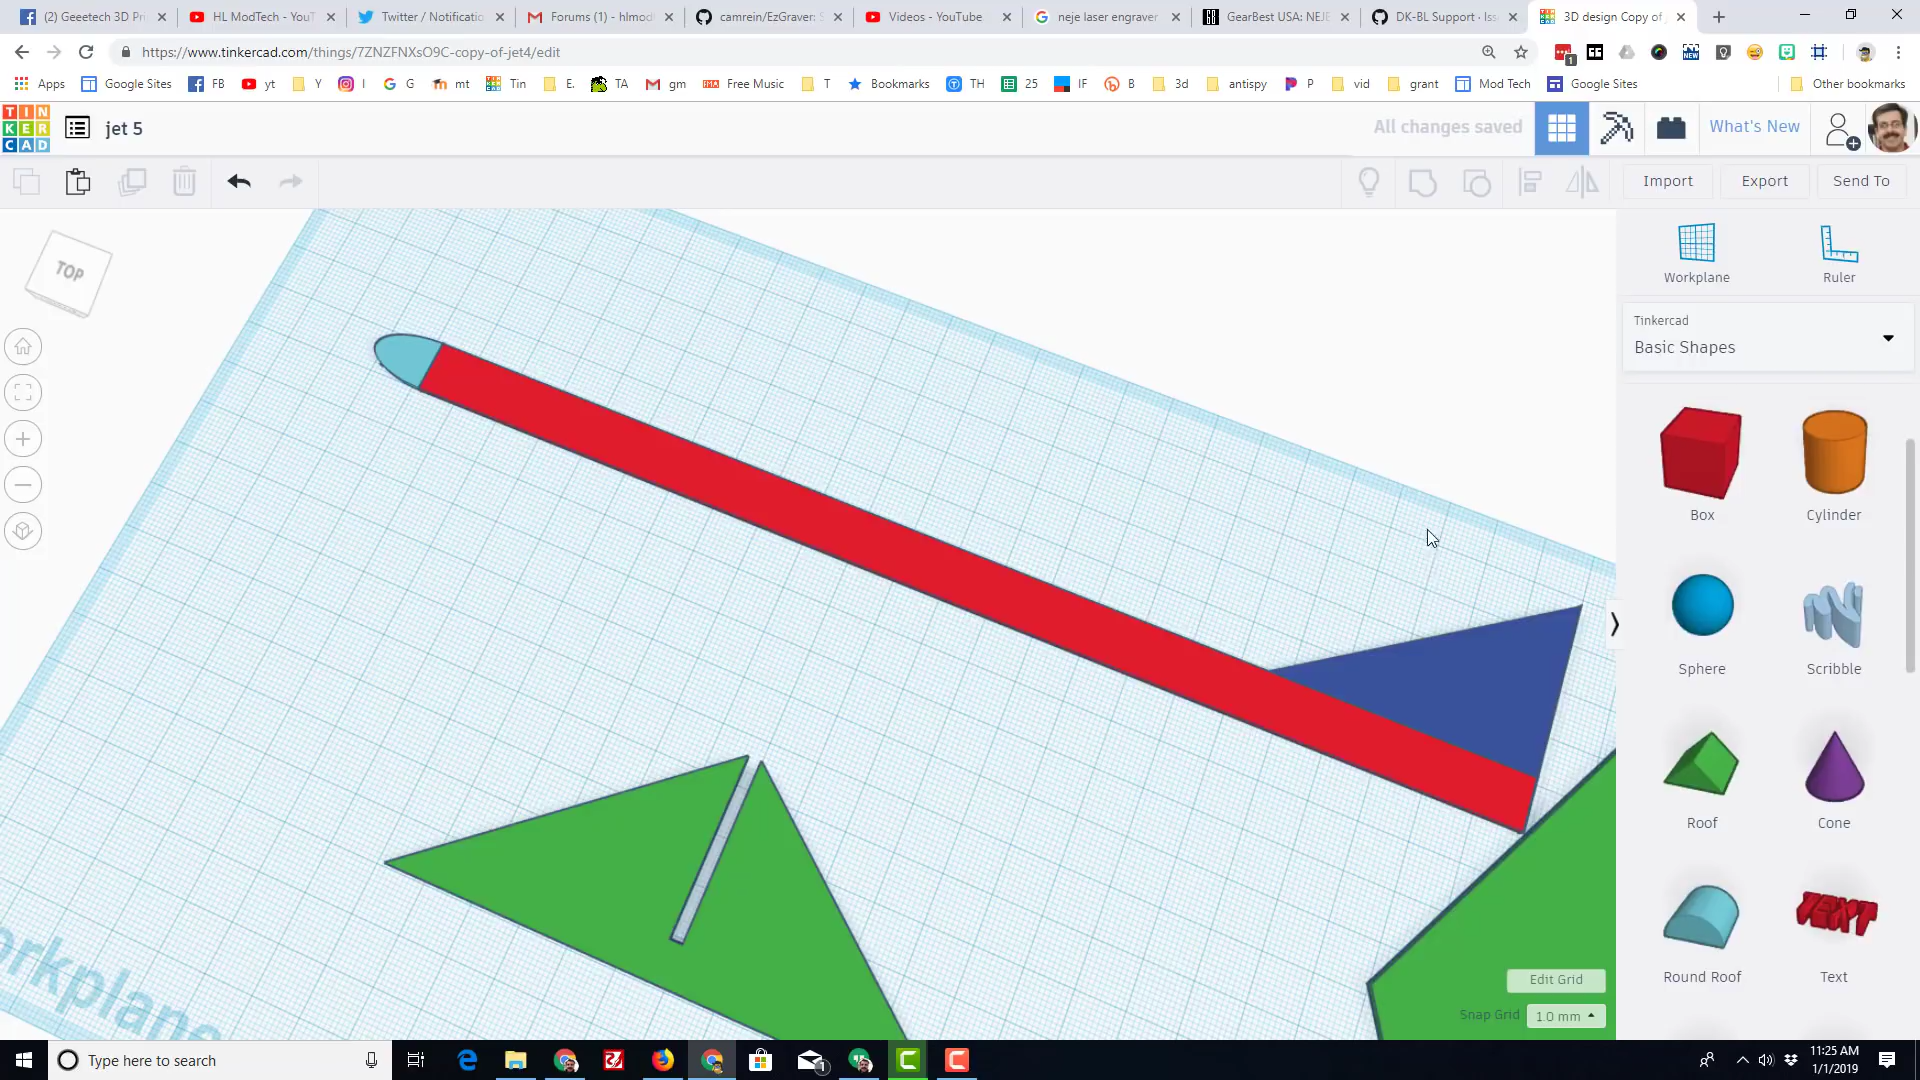 (2) Geeetech 3D Pri
HL ModTech - YouT
Twitter / Notificatio
Forums (1) - hlmod
camrein/EzGraver: S
Videos - YouTube
neje laser engraver
GearBest USA: NEJE
DK-BL Support · Iss
3D design Copy of
https://www.tinkercad.com/things/7ZNZFNXsO9C-copy-of-jet4/edit
1
Apps
Google Sites
FB
yt
Y
I
G
mt
Tin
E.
TA
gm
Free Music
T
Bookmarks
TH
25
IF
B
3d
antispy
P
vid
grant
Mod Tech
Google Sites
Other bookmarks
TIN
KER
CAD
jet 5
All changes saved
What's New
Import
Export
Send To
TOP
Workplane
Ruler
Tinkercad
Basic Shapes
Box
Cylinder
Sphere
Scribble
Roof
Cone
TEXT
Round Roof
Text
orkplane
Edit Grid
Snap Grid
1.0 mm
Type here to search
1
11:25 AM
1/1/2019